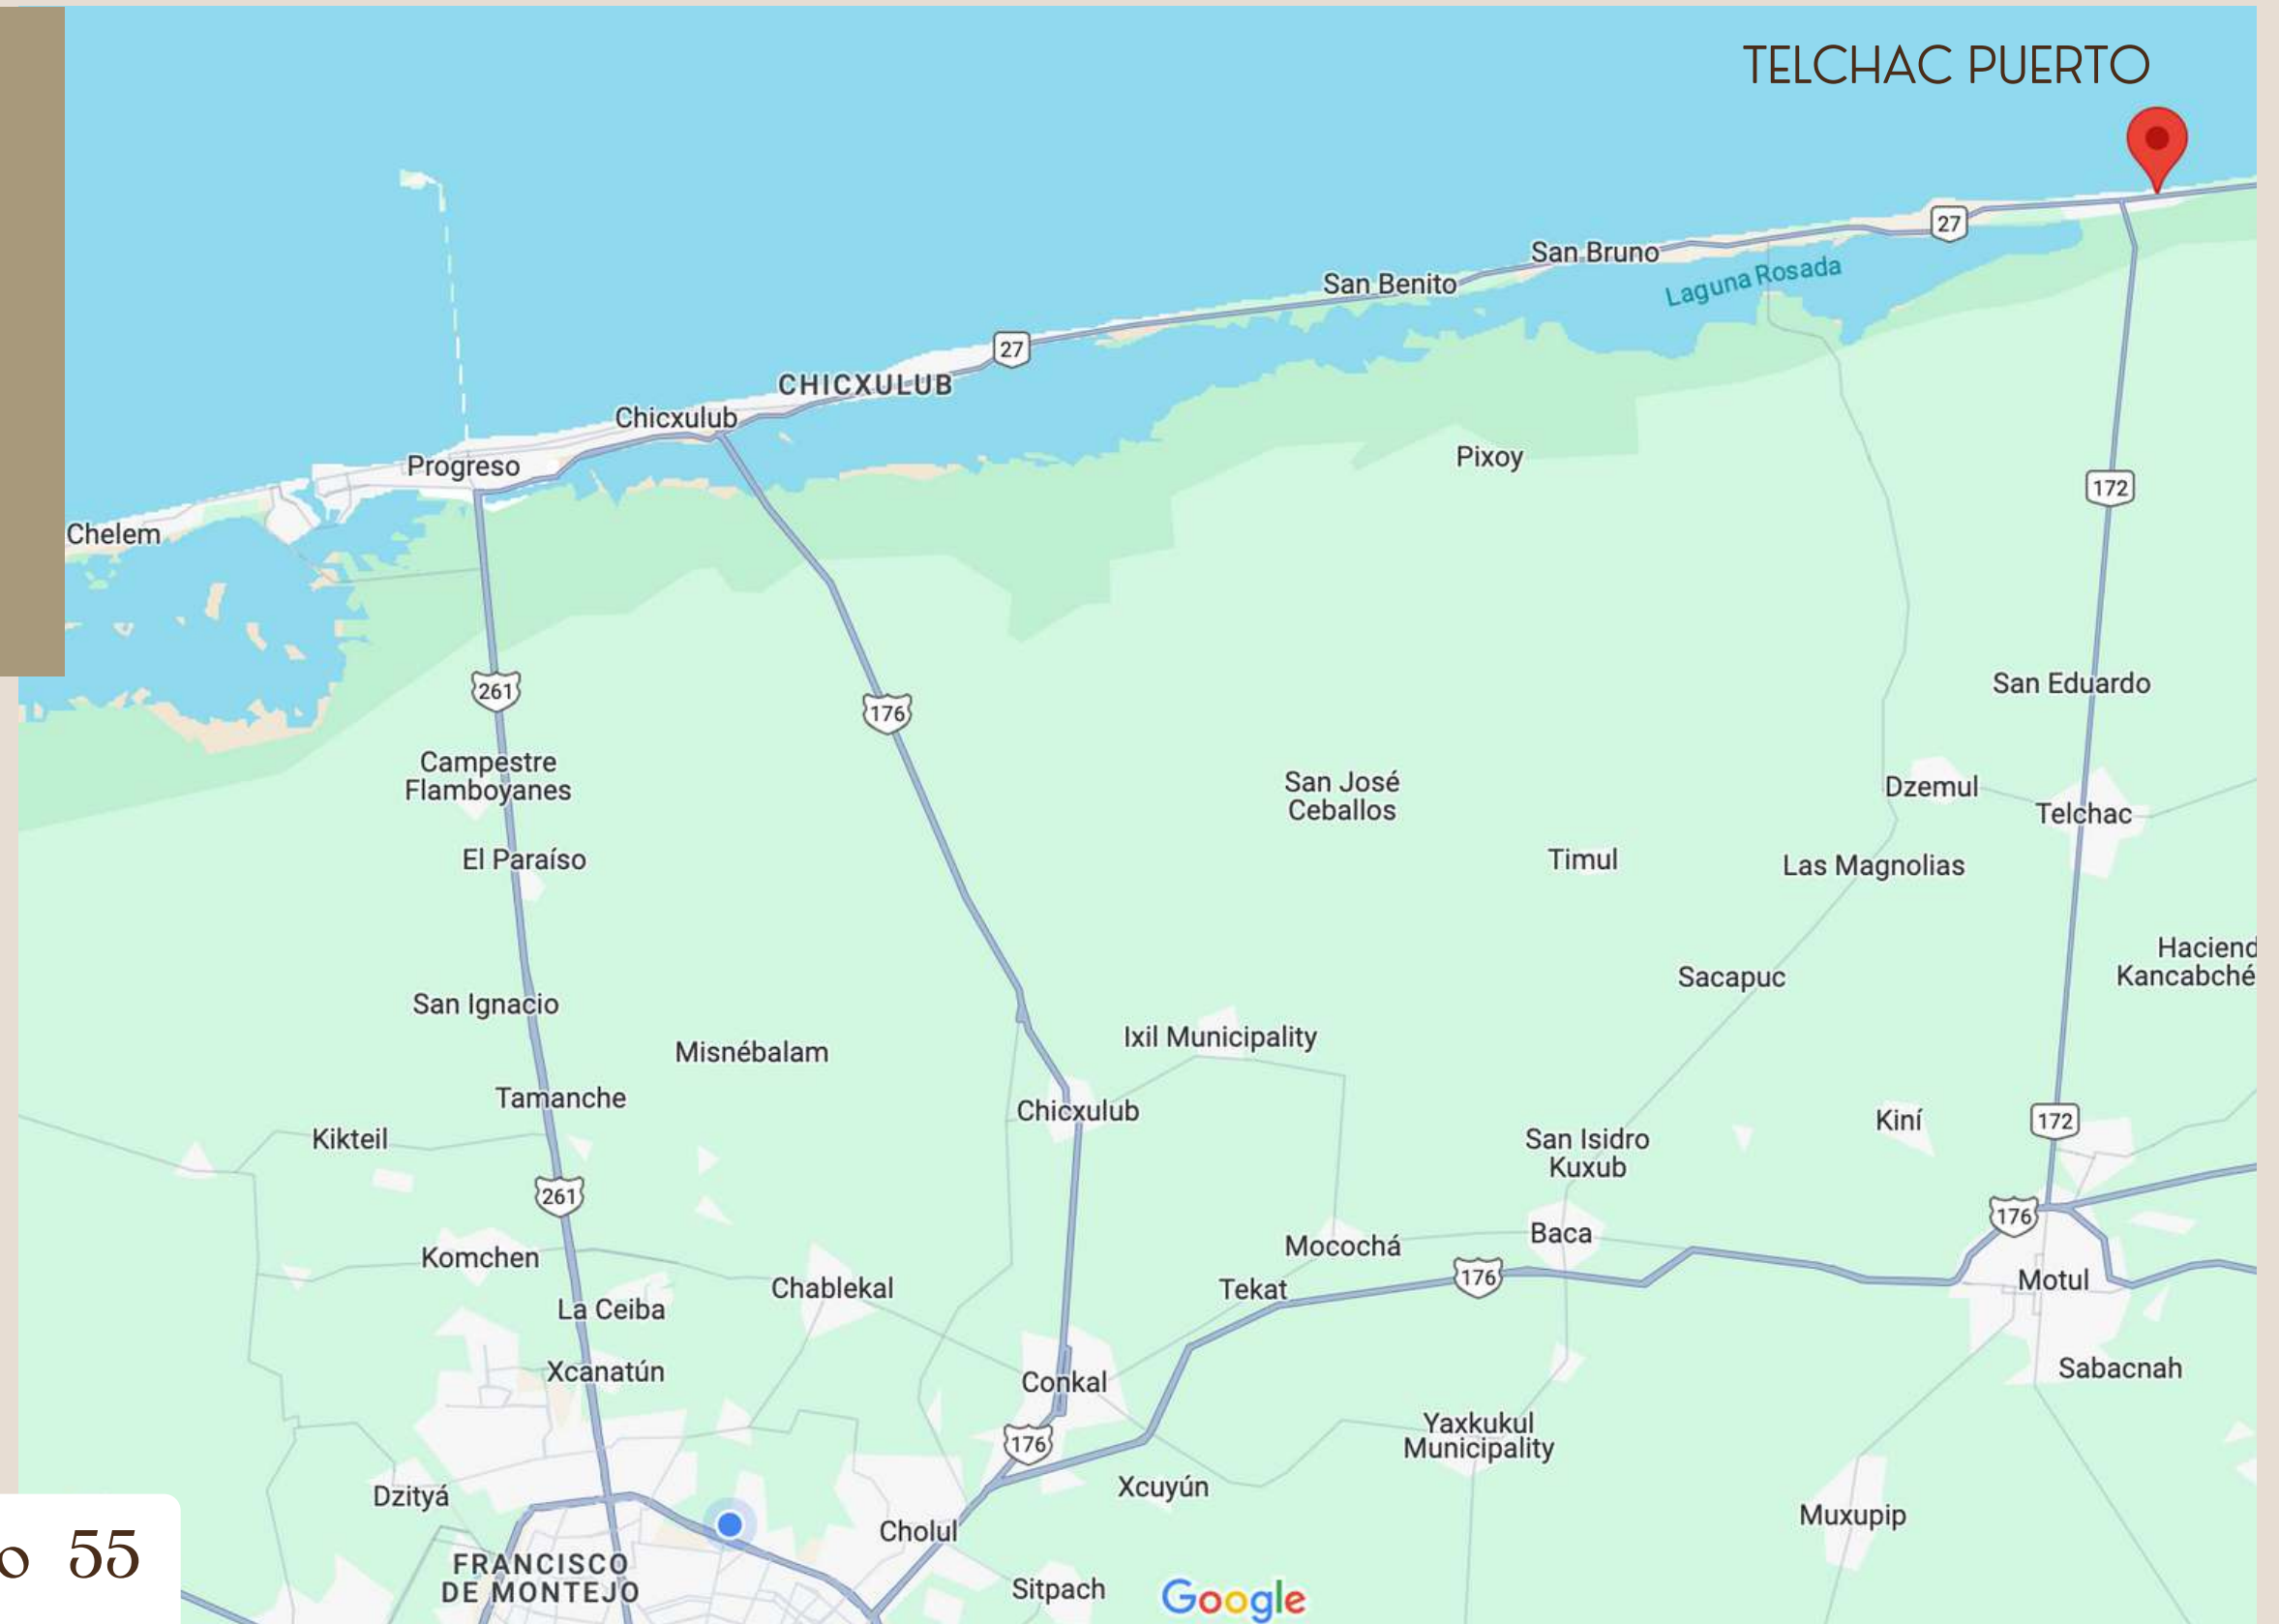 TELCHAC PUERTO
27
San Bruno
Laguna Rosada
San Benito
27
CHICXULUB
Chicxulub
Progreso
Pixoy
172
Chelem
261
176
San Eduardo
Campestre
Flamboyanes
San José
Ceballos
Dzemul
Telchac
El Paraíso
Timul
Las Magnolias
Haciend
Kancabché
Sacapuc
San Ignacio
Ixil Municipality
Misnébalam
Tamanche
Chicxulub
Kiní
172
Kikteil
San Isidro
Kuxub
261
176
Baca
Mocochá
Komchen
176
Motul
Chablekal
Tekat
La Ceiba
Xcanatún
Sabacnah
Conkal
Yaxkukul
Municipality
176
Xcuyún
Dzityá
Muxupip
Cholul
o 55
FRANCISCO
DE MONTEJO
Sitpach
Google